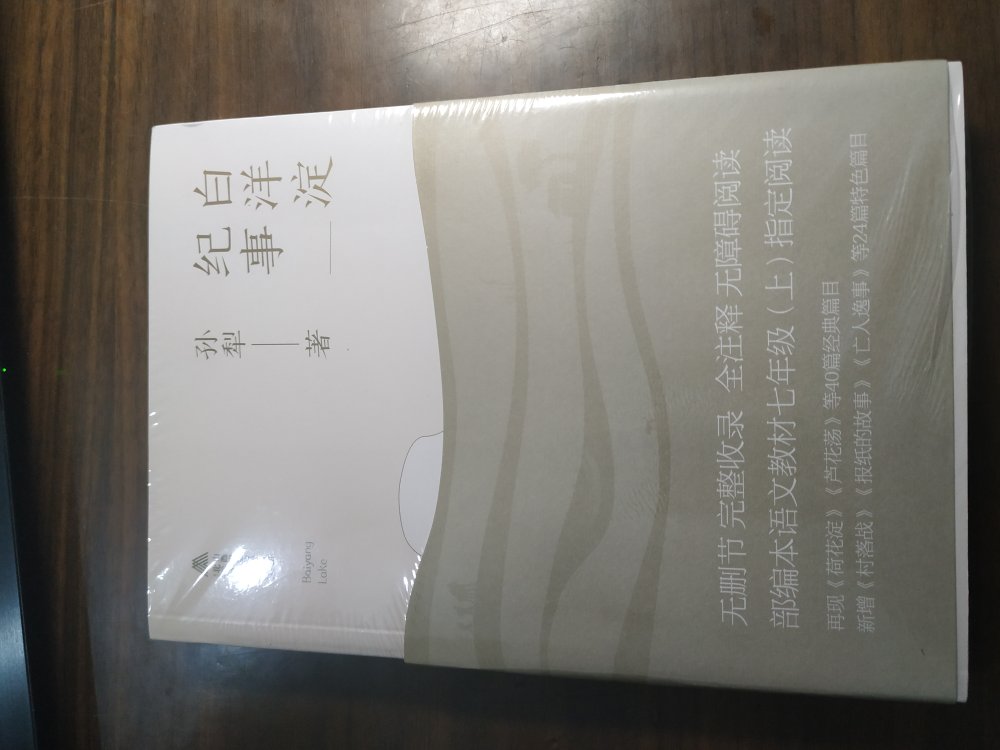 白洋淀
纪事
孙犁
著
Baiyang
Lake
无删节 完整收录 全注释 无障碍阅读
部编本语文教材七年级（上）指定阅读
再现《荷花淀》《芦花荡》等40篇经典篇目
新增《村落战》《报纸的故事》《亡人逸事》等24篇特色篇目